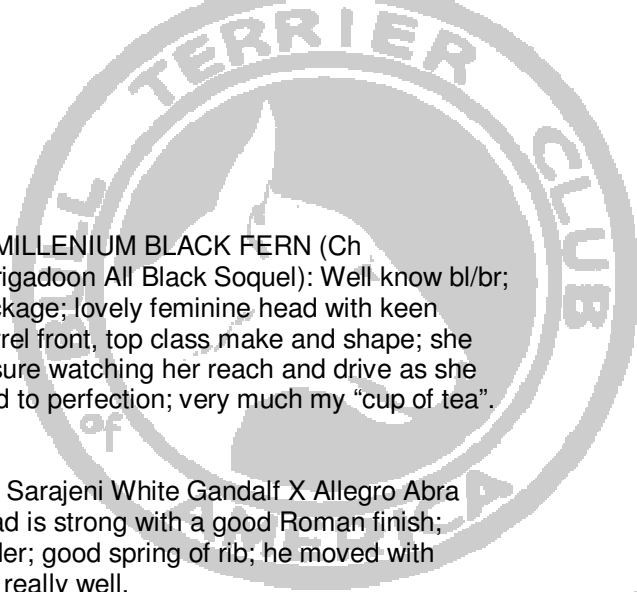 BULL TERRIER CLUB
of AMERICA
MILLENIUM BLACK FERN (Ch
rigadoon All Black Soquel): Well know bl/br;
ckage; lovely feminine head with keen
rrel front, top class make and shape; she
sure watching her reach and drive as she
d to perfection; very much my “cup of tea”.
Sarajeni White Gandalf X Allegro Abra
ad is strong with a good Roman finish;
der; good spring of rib; he moved with
really well.